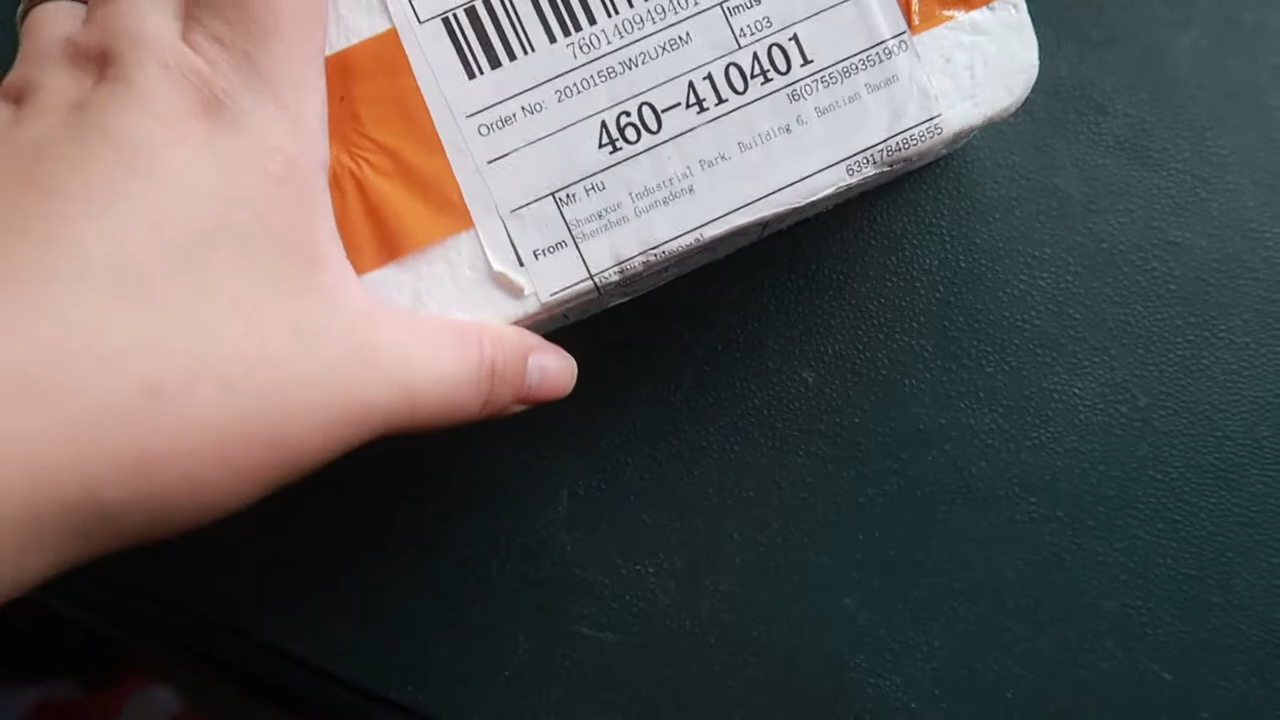 Imus
4103
Order No: 201015BJW2UXBM
460-410401
Mr. Hu
16(0755)89351900
From
Shangxue Industrial Park, Building 6, Bantian Baoan
Shenzhen Guangdong
639178485855